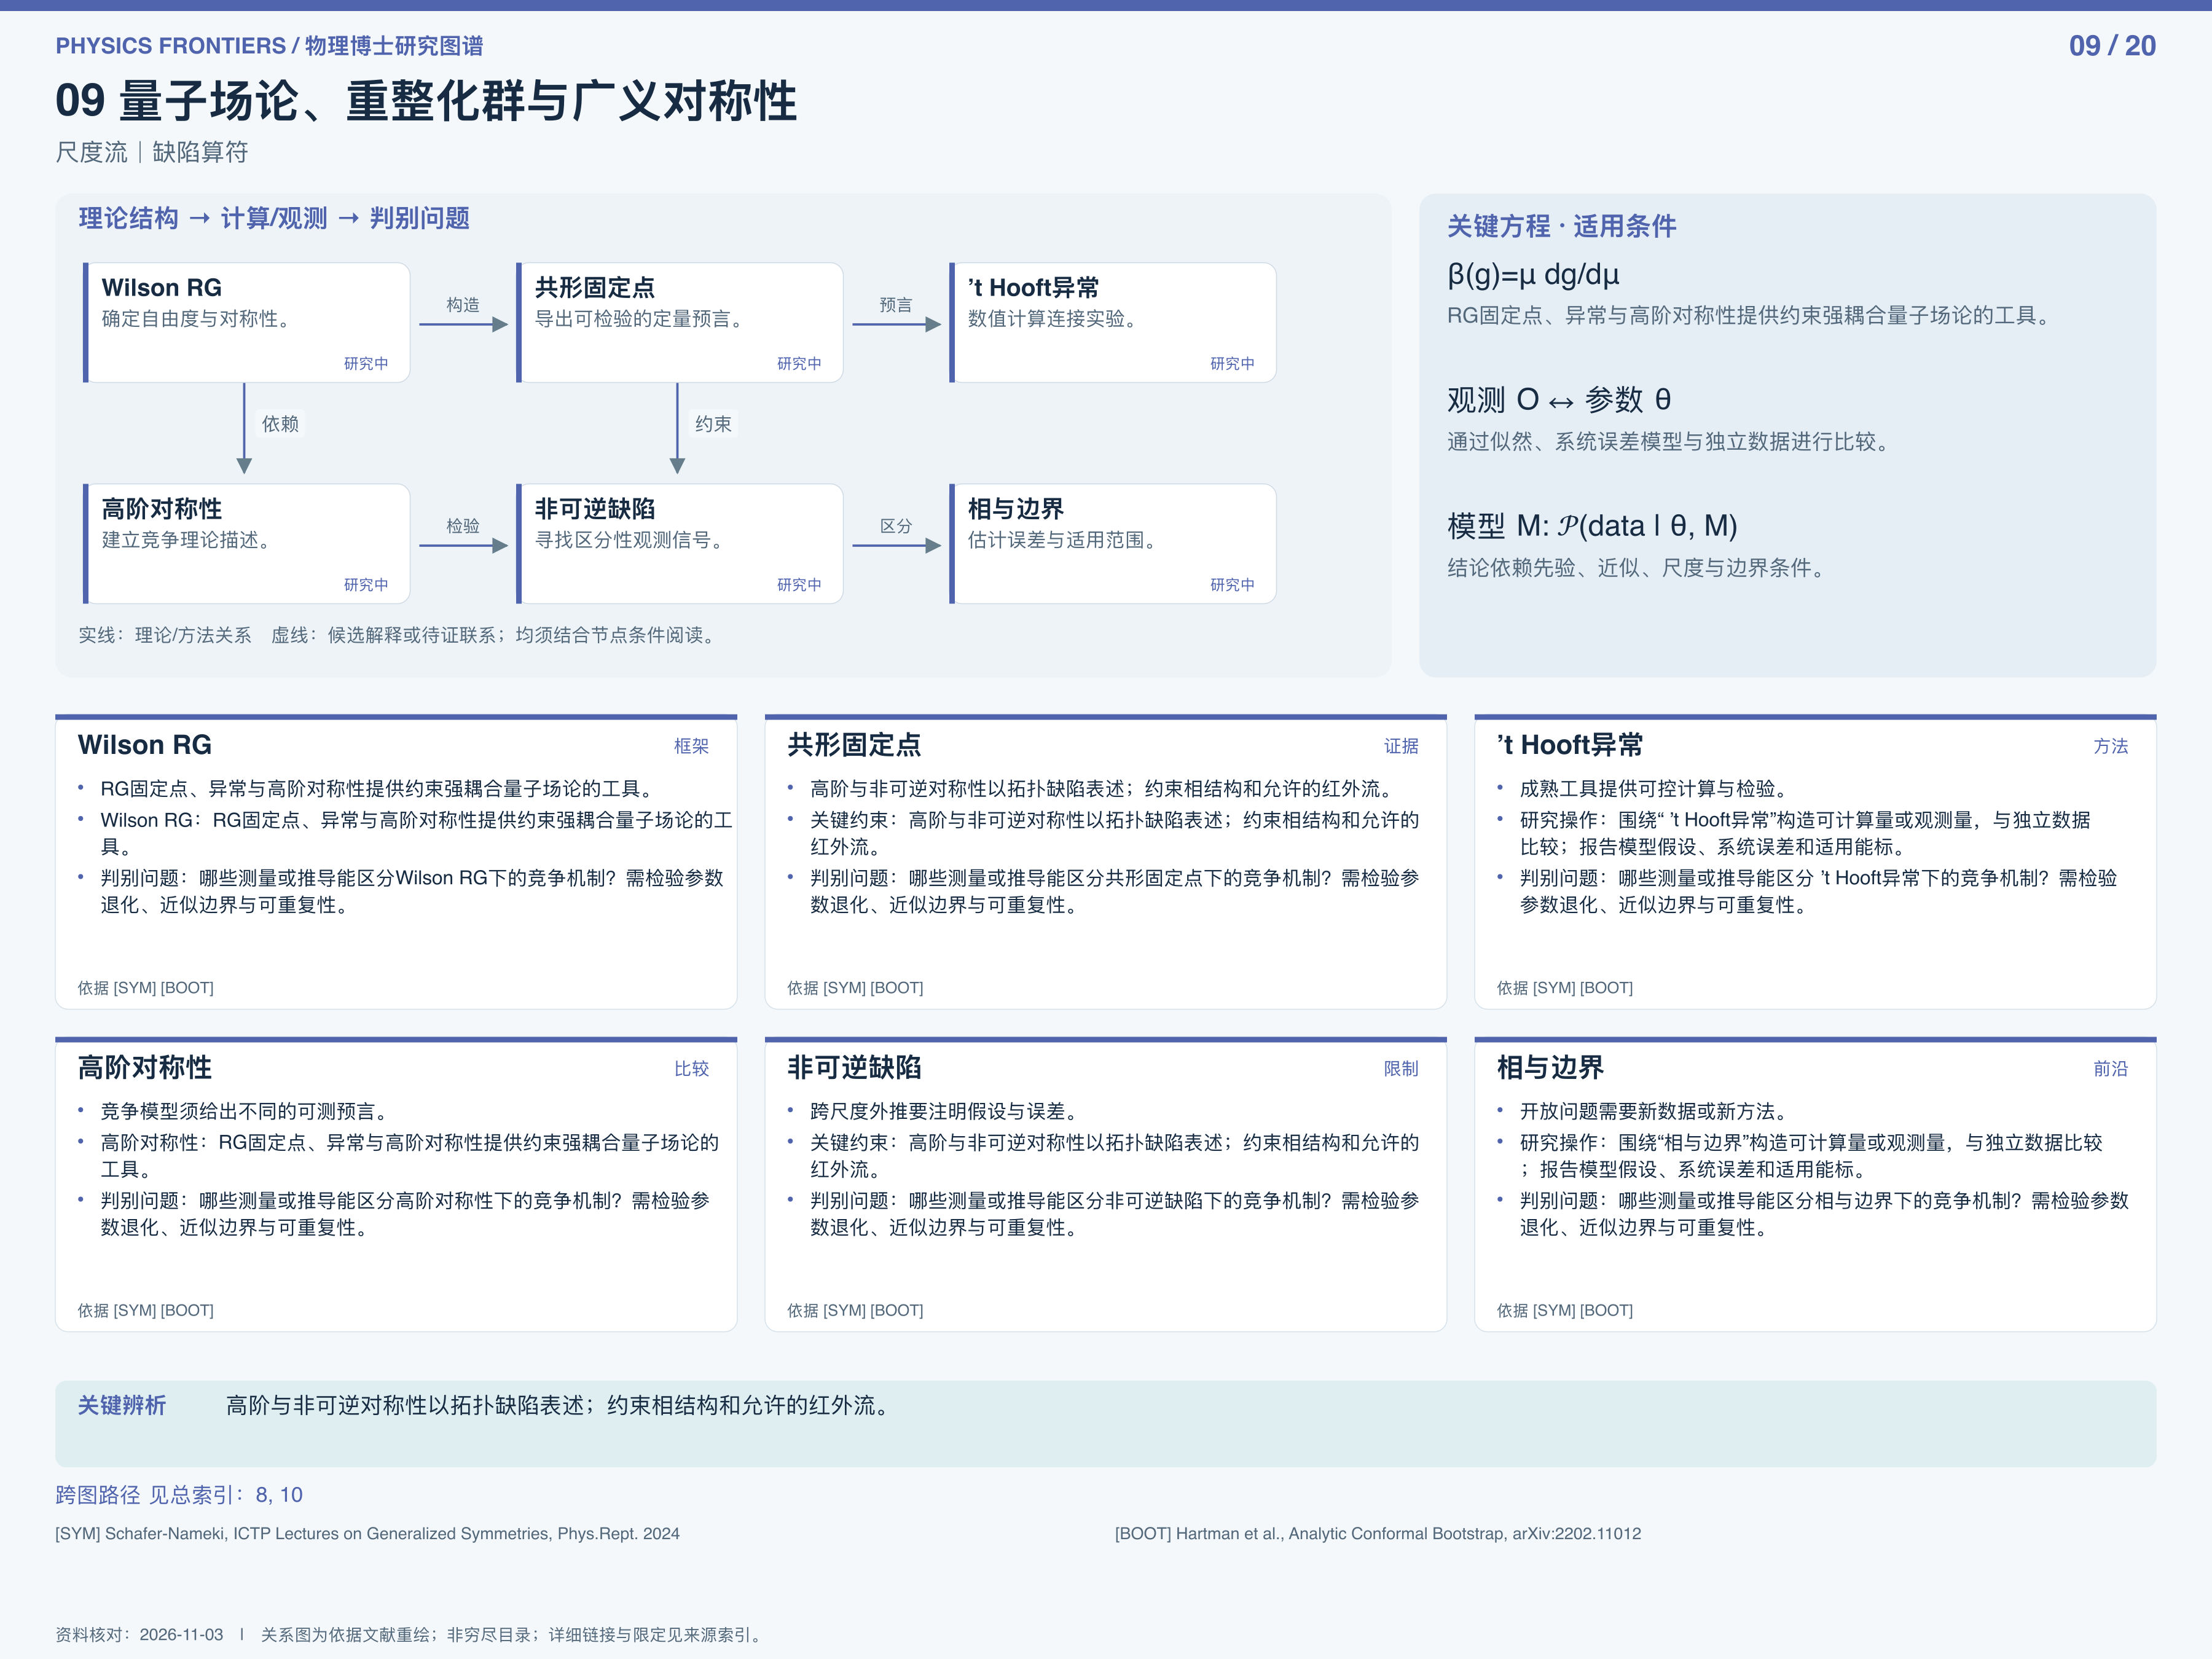 PHYSICS FRONTIERS / 物理博士研究图谱
09 / 20
09 量子场论、重整化群与广义对称性
尺度流｜缺陷算符
理论结构 → 计算/观测 → 判别问题
Wilson RG
确定自由度与对称性。
研究中
构造
共形固定点
导出可检验的定量预言。
研究中
预言
’t Hooft异常
数值计算连接实验。
研究中
依赖
约束
高阶对称性
建立竞争理论描述。
研究中
检验
非可逆缺陷
寻找区分性观测信号。
研究中
区分
相与边界
估计误差与适用范围。
研究中
实线：理论/方法关系　虚线：候选解释或待证联系；均须结合节点条件阅读。
关键方程 · 适用条件
β(g)=μ dg/dμ
RG固定点、异常与高阶对称性提供约束强耦合量子场论的工具。
观测 O ↔ 参数 θ
通过似然、系统误差模型与独立数据进行比较。
模型 M: 𝒫(data | θ, M)
结论依赖先验、近似、尺度与边界条件。
Wilson RG
框架
• RG固定点、异常与高阶对称性提供约束强耦合量子场论的工具。
• Wilson RG：RG固定点、异常与高阶对称性提供约束强耦合量子场论的工
具。
• 判别问题：哪些测量或推导能区分Wilson RG下的竞争机制？需检验参数
退化、近似边界与可重复性。
依据 [SYM] [BOOT]
共形固定点
证据
• 高阶与非可逆对称性以拓扑缺陷表述；约束相结构和允许的红外流。
• 关键约束：高阶与非可逆对称性以拓扑缺陷表述；约束相结构和允许的
红外流。
• 判别问题：哪些测量或推导能区分共形固定点下的竞争机制？需检验参
数退化、近似边界与可重复性。
依据 [SYM] [BOOT]
’t Hooft异常
方法
• 成熟工具提供可控计算与检验。
• 研究操作：围绕“ ’t Hooft异常”构造可计算量或观测量，与独立数据
比较；报告模型假设、系统误差和适用能标。
• 判别问题：哪些测量或推导能区分 ’t Hooft异常下的竞争机制？需检验
参数退化、近似边界与可重复性。
依据 [SYM] [BOOT]
高阶对称性
比较
• 竞争模型须给出不同的可测预言。
• 高阶对称性：RG固定点、异常与高阶对称性提供约束强耦合量子场论的
工具。
• 判别问题：哪些测量或推导能区分高阶对称性下的竞争机制？需检验参
数退化、近似边界与可重复性。
依据 [SYM] [BOOT]
非可逆缺陷
限制
• 跨尺度外推要注明假设与误差。
• 关键约束：高阶与非可逆对称性以拓扑缺陷表述；约束相结构和允许的
红外流。
• 判别问题：哪些测量或推导能区分非可逆缺陷下的竞争机制？需检验参
数退化、近似边界与可重复性。
依据 [SYM] [BOOT]
相与边界
前沿
• 开放问题需要新数据或新方法。
• 研究操作：围绕“相与边界”构造可计算量或观测量，与独立数据比较
；报告模型假设、系统误差和适用能标。
• 判别问题：哪些测量或推导能区分相与边界下的竞争机制？需检验参数
退化、近似边界与可重复性。
依据 [SYM] [BOOT]
关键辨析 高阶与非可逆对称性以拓扑缺陷表述；约束相结构和允许的红外流。
跨图路径 见总索引：8, 10
[SYM] Schafer-Nameki, ICTP Lectures on Generalized Symmetries, Phys.Rept. 2024
[BOOT] Hartman et al., Analytic Conformal Bootstrap, arXiv:2202.11012
资料核对：2026-11-03 | 关系图为依据文献重绘；非穷尽目录；详细链接与限定见来源索引。